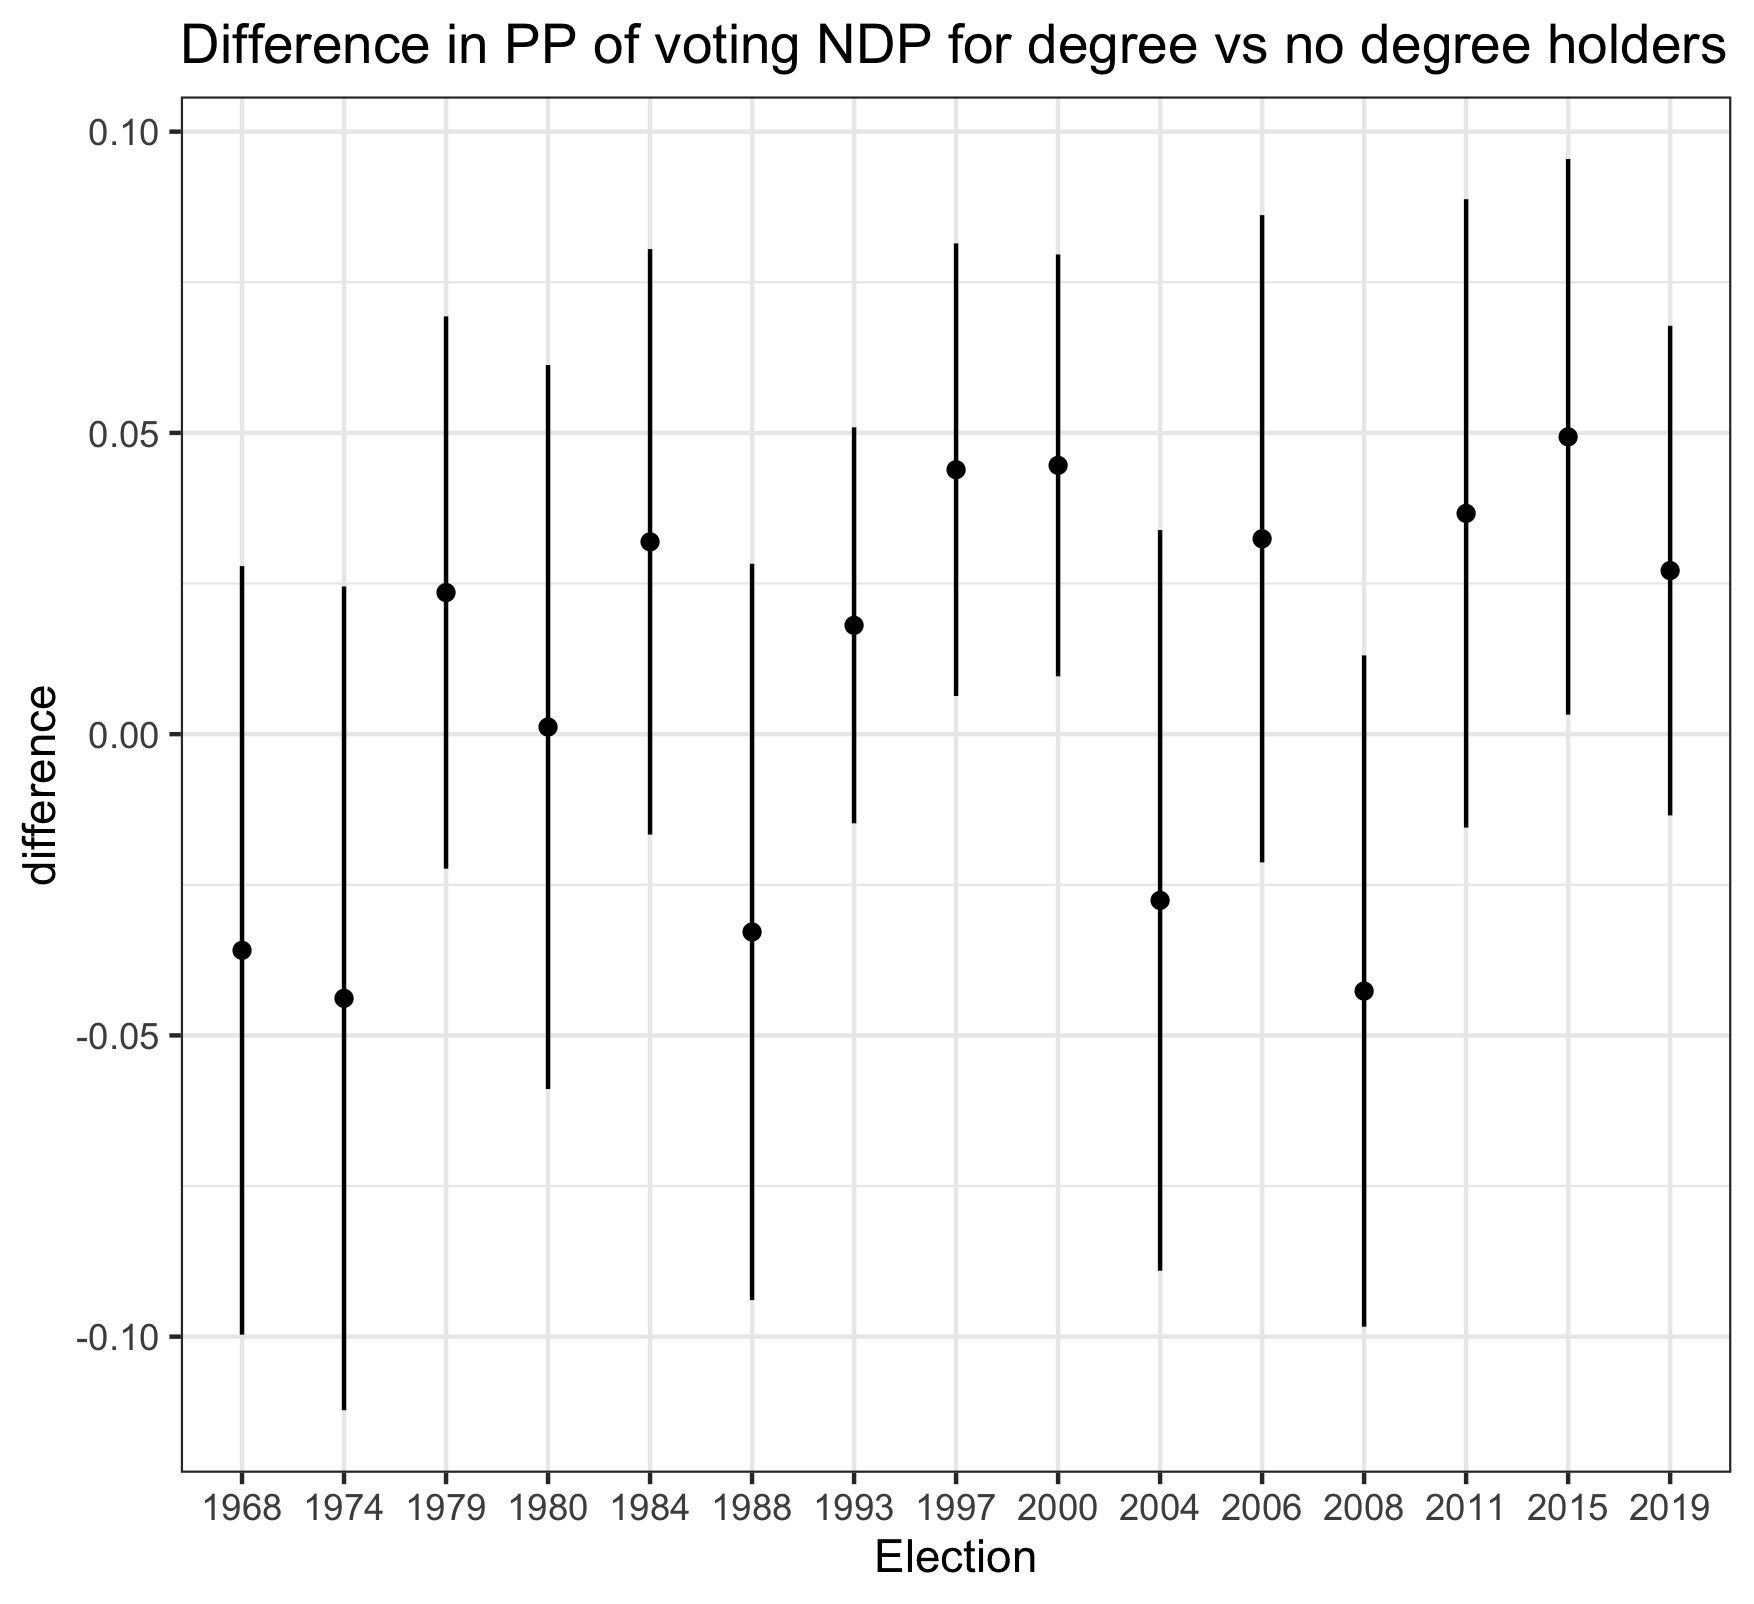 Difference in PP of voting NDP for degree vs no degree holders
0.10
0.05
0.00
-0.05
-0.10
difference
1968 1974 1979 1980 1984 1988 1993 1997 2000 2004 2006 2008 2011 2015 2019
Election